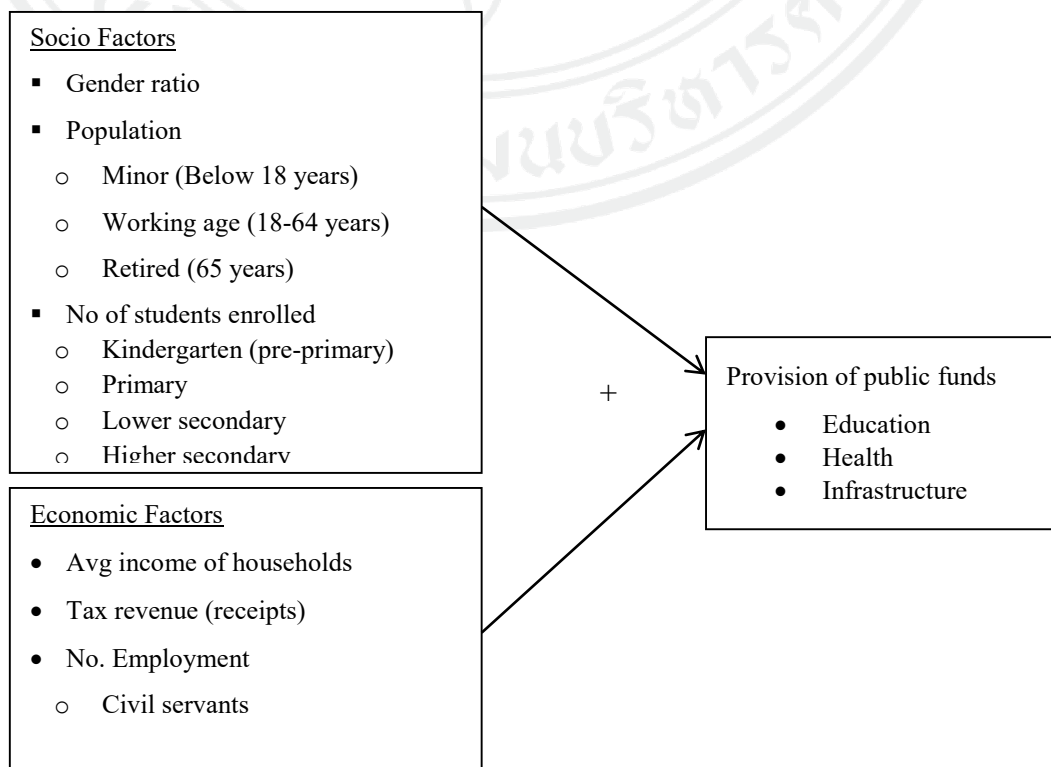 Socio Factors
▪ Gender ratio
▪ Population
o Minor (Below 18 years)
o Working age (18-64 years)
o Retired (65 years)
▪ No of students enrolled
o Kindergarten (pre-primary)
o Primary
o Lower secondary
o Higher secondary
Economic Factors
• Avg income of households
• Tax revenue (receipts)
• No. Employment
o Civil servants
+
Provision of public funds
• Education
• Health
• Infrastructure